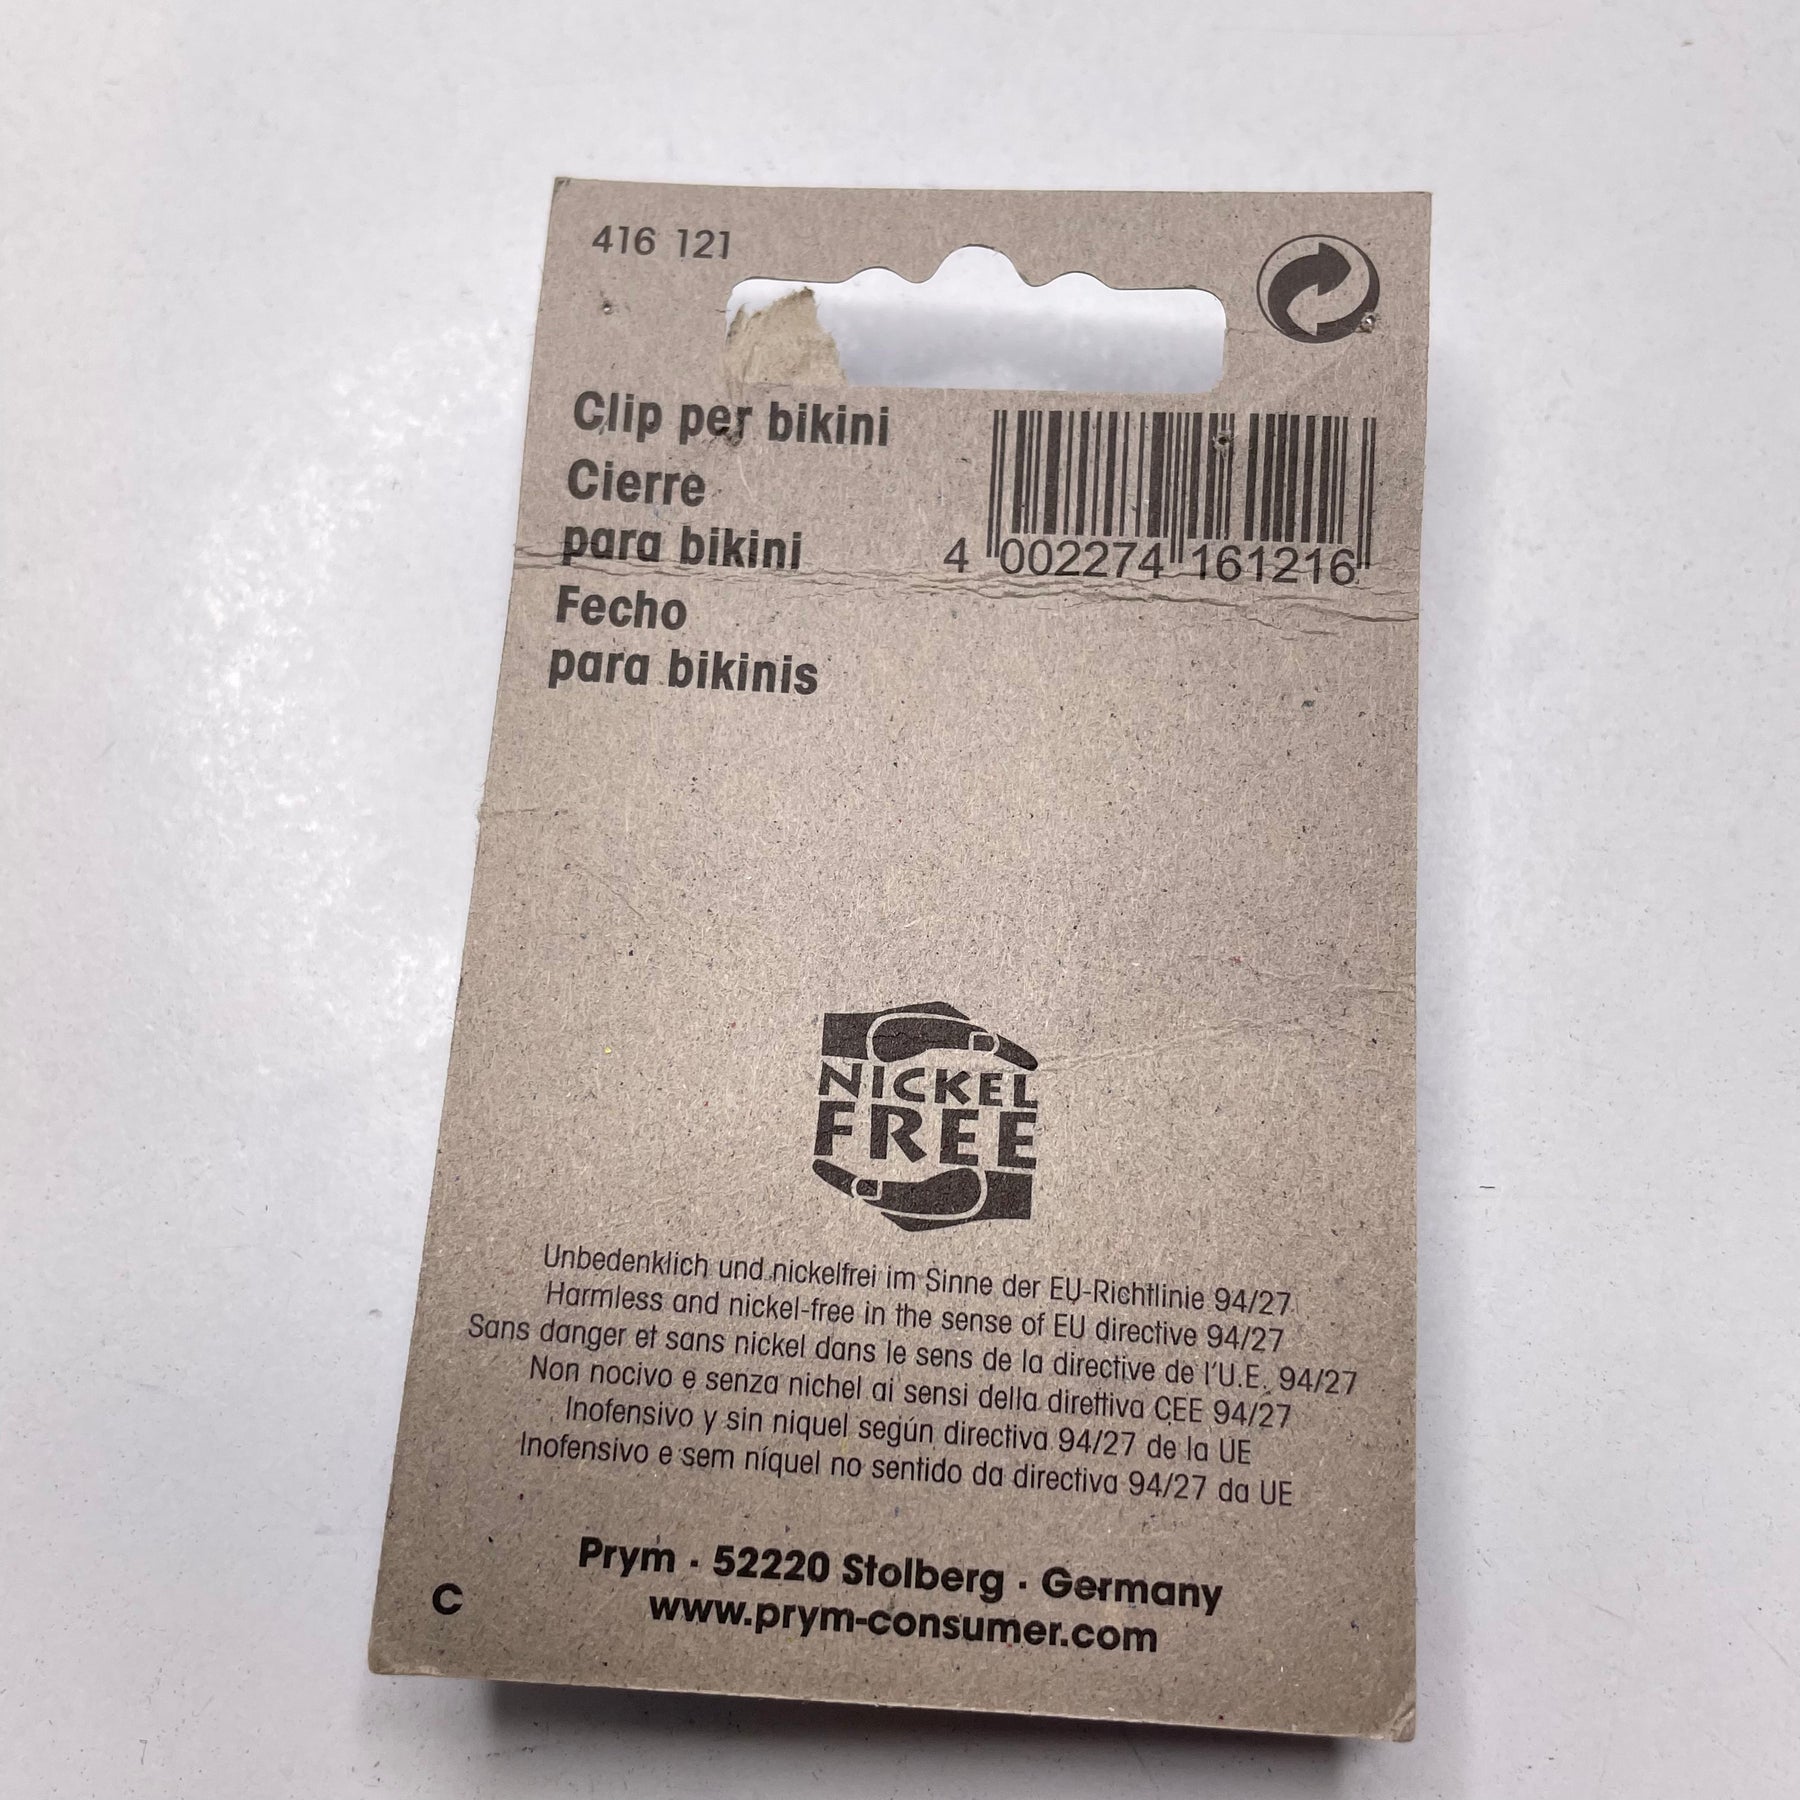 416 121
Clip per bikini
Cierre
para bikini
Fecho
para bikinis
4 002274 161216
NICKEL
FREE
Unbedenklich und nickelfrei im Sinne der EU-Richtlinie 94/27
Harmless and nickel-free in the sense of EU directive 94/27
Sans danger et sans nickel dans le sens de la directive de l'U.E. 94/27
Non nocivo e senza nichel ai sensi della direttiva CEE 94/27
Inofensivo y sin niquel según directiva 94/27 de la UE
Inofensivo e sem níquel no sentido da directiva 94/27 da UE
Prym · 52220 Stolberg · Germany
www.prym-consumer.com
C